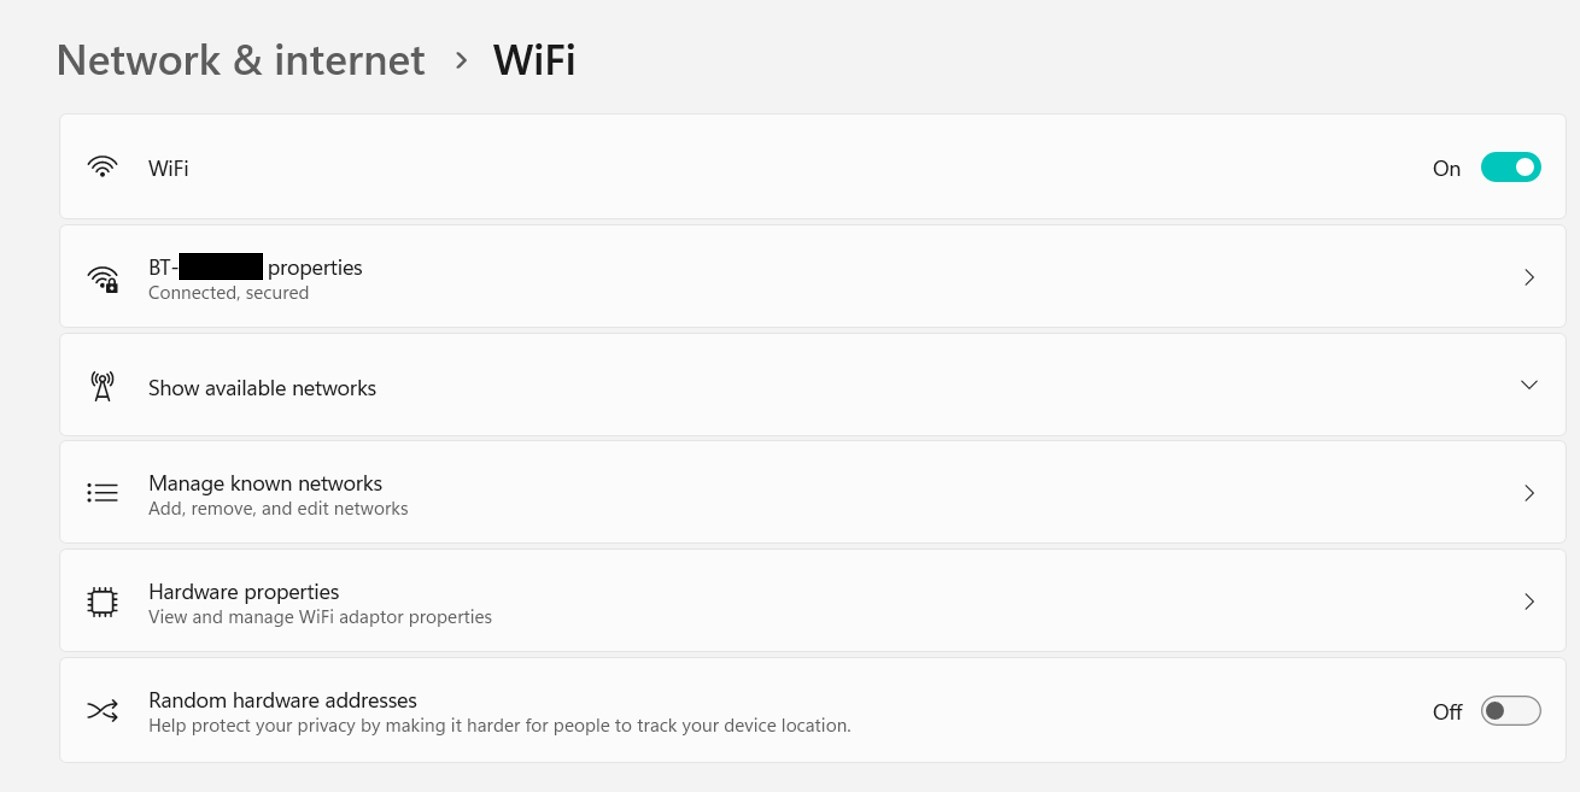 Network & internet > WiFi
WiFi
On
BT- properties
Connected, secured
Show available networks
Manage known networks
Add, remove, and edit networks
Hardware properties
View and manage WiFi adaptor properties
Random hardware addresses
Help protect your privacy by making it harder for people to track your device location.
Off